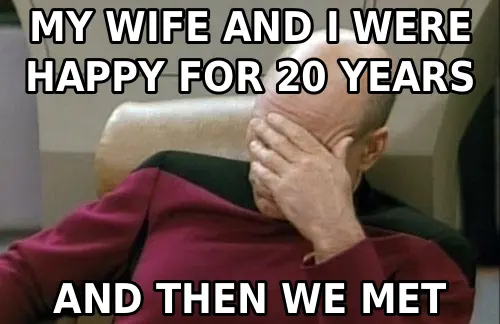 MY WIFE AND I WERE
HAPPY FOR 20 YEARS
AND THEN WE MET